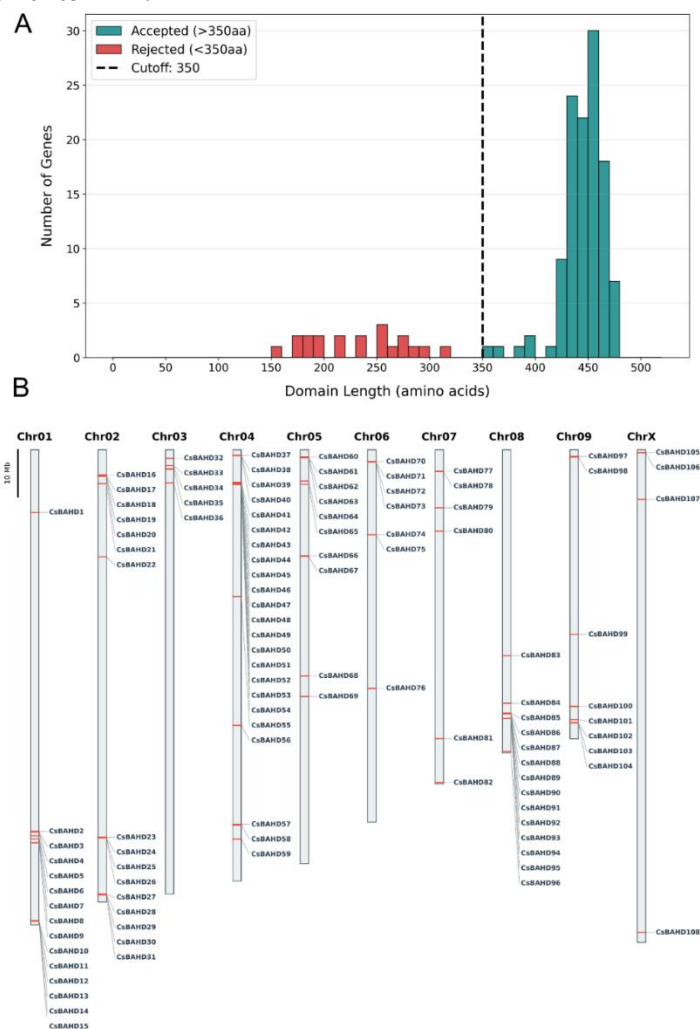 A
Accepted (>350aa)
Rejected (<350aa)
Cutoff: 350
30
25
20
15
10
5
0
Number of Genes
0 50 100 150 200 250 300 350 400 450 500
Domain Length (amino acids)
B
Chr01 Chr02 Chr03 Chr04 Chr05 Chr06 Chr07 Chr08 Chr09 ChrX
10 Mb
CsBAHD1
CsBAHD2
CsBAHD3
CsBAHD4
CsBAHD5
CsBAHD6
CsBAHD7
CsBAHD8
CsBAHD9
CsBAHD10
CsBAHD11
CsBAHD12
CsBAHD13
CsBAHD14
CsBAHD15
CsBAHD16
CsBAHD17
CsBAHD18
CsBAHD19
CsBAHD20
CsBAHD21
CsBAHD22
CsBAHD23
CsBAHD24
CsBAHD25
CsBAHD26
CsBAHD27
CsBAHD28
CsBAHD29
CsBAHD30
CsBAHD31
CsBAHD32
CsBAHD33
CsBAHD34
CsBAHD35
CsBAHD36
CsBAHD37
CsBAHD38
CsBAHD39
CsBAHD40
CsBAHD41
CsBAHD42
CsBAHD43
CsBAHD44
CsBAHD45
CsBAHD46
CsBAHD47
CsBAHD48
CsBAHD49
CsBAHD50
CsBAHD51
CsBAHD52
CsBAHD53
CsBAHD54
CsBAHD55
CsBAHD56
CsBAHD57
CsBAHD58
CsBAHD59
CsBAHD60
CsBAHD61
CsBAHD62
CsBAHD63
CsBAHD64
CsBAHD65
CsBAHD66
CsBAHD67
CsBAHD68
CsBAHD69
CsBAHD70
CsBAHD71
CsBAHD72
CsBAHD73
CsBAHD74
CsBAHD75
CsBAHD76
CsBAHD77
CsBAHD78
CsBAHD79
CsBAHD80
CsBAHD81
CsBAHD82
CsBAHD83
CsBAHD84
CsBAHD85
CsBAHD86
CsBAHD87
CsBAHD88
CsBAHD89
CsBAHD90
CsBAHD91
CsBAHD92
CsBAHD93
CsBAHD94
CsBAHD95
CsBAHD96
CsBAHD97
CsBAHD98
CsBAHD99
CsBAHD100
CsBAHD101
CsBAHD102
CsBAHD103
CsBAHD104
CsBAHD105
CsBAHD106
CsBAHD107
CsBAHD108